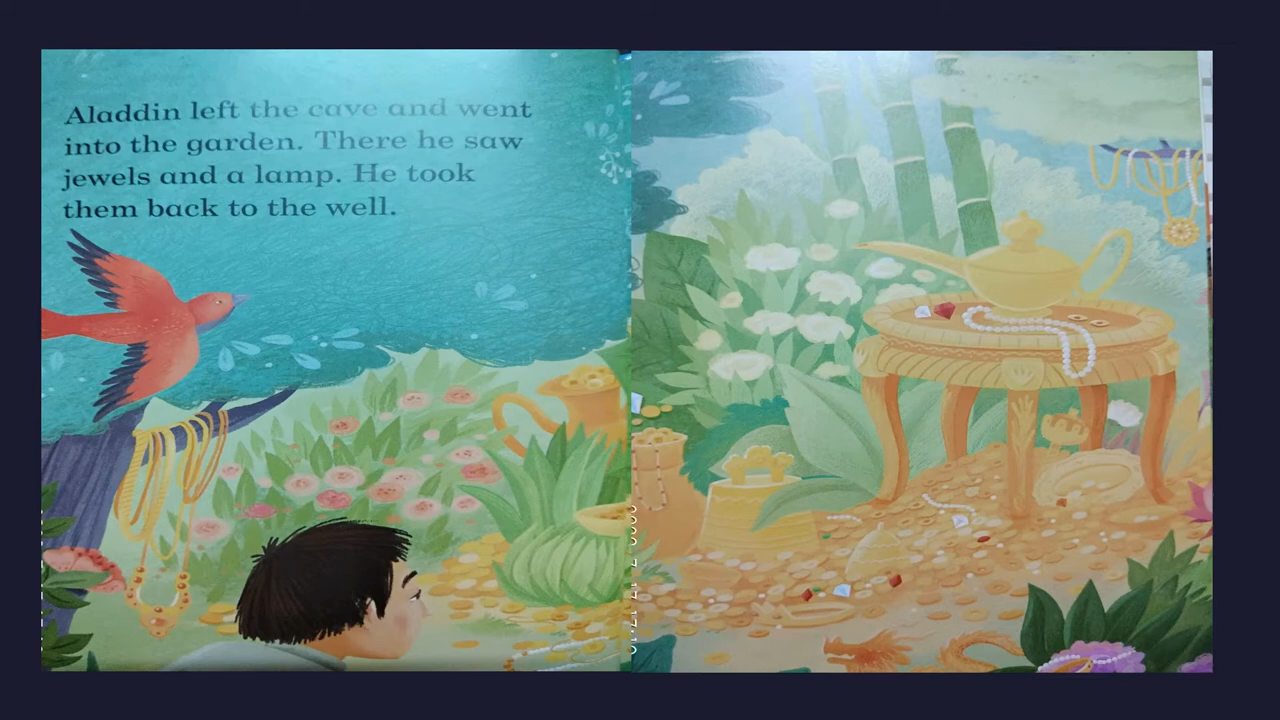 Aladdin left the cave and went
into the garden. There he saw
jewels and a lamp. He took
them back to the well.